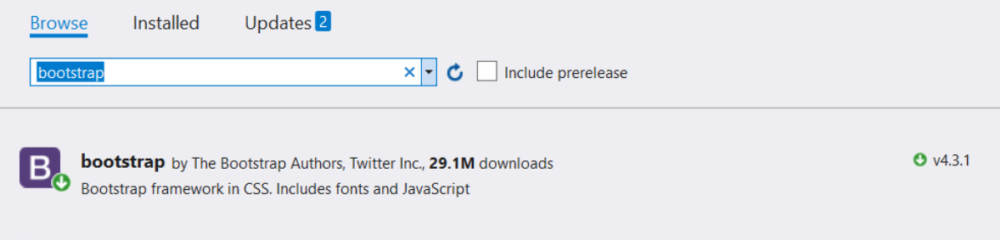 Browse Installed Updates 2
bootstrap Include prerelease
B bootstrap by The Bootstrap Authors, Twitter Inc., 29.1M downloads v4.3.1
Bootstrap framework in CSS. Includes fonts and JavaScript